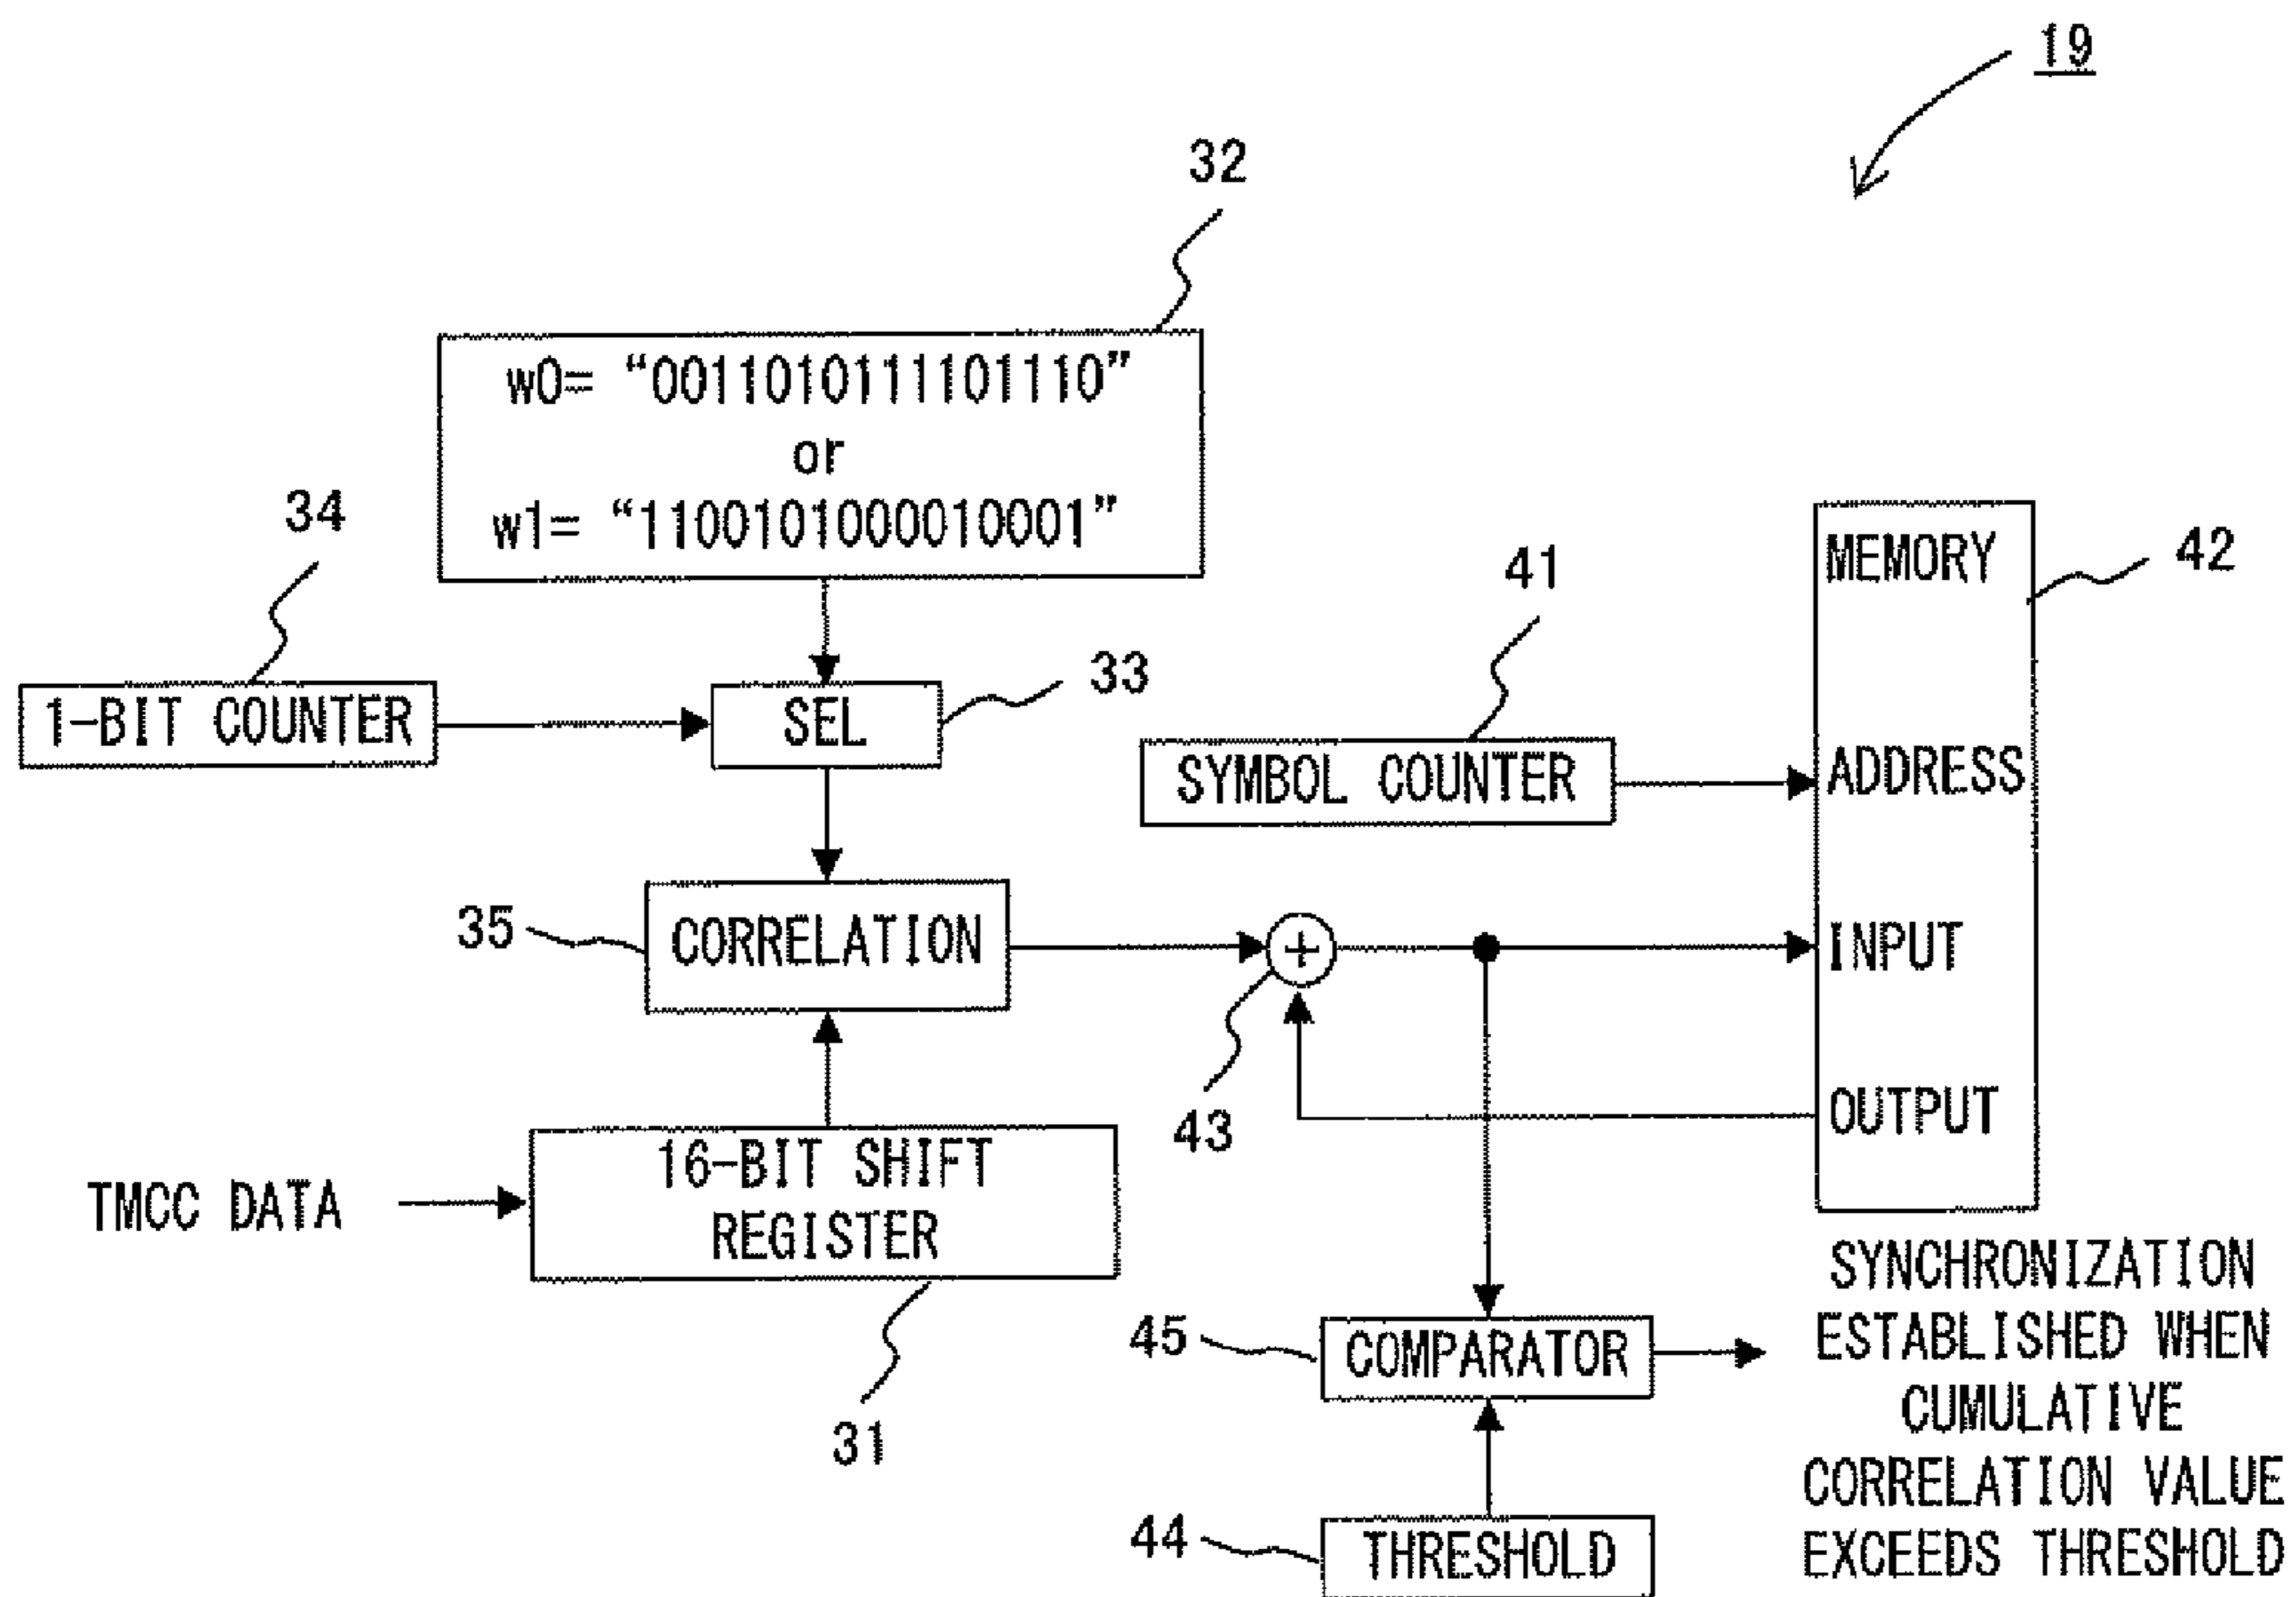 19
32
w0= “0011010111101110”
or
w1= “1100101000010001”
34
1-BIT COUNTER
SEL
33
41
SYMBOL COUNTER
MEMORY
42
ADDRESS
INPUT
OUTPUT
35
CORRELATION
+
43
TMCC DATA
16-BIT SHIFT
REGISTER
31
45
COMPARATOR
44
THRESHOLD
SYNCHRONIZATION
ESTABLISHED WHEN
CUMULATIVE
CORRELATION VALUE
EXCEEDS THRESHOLD